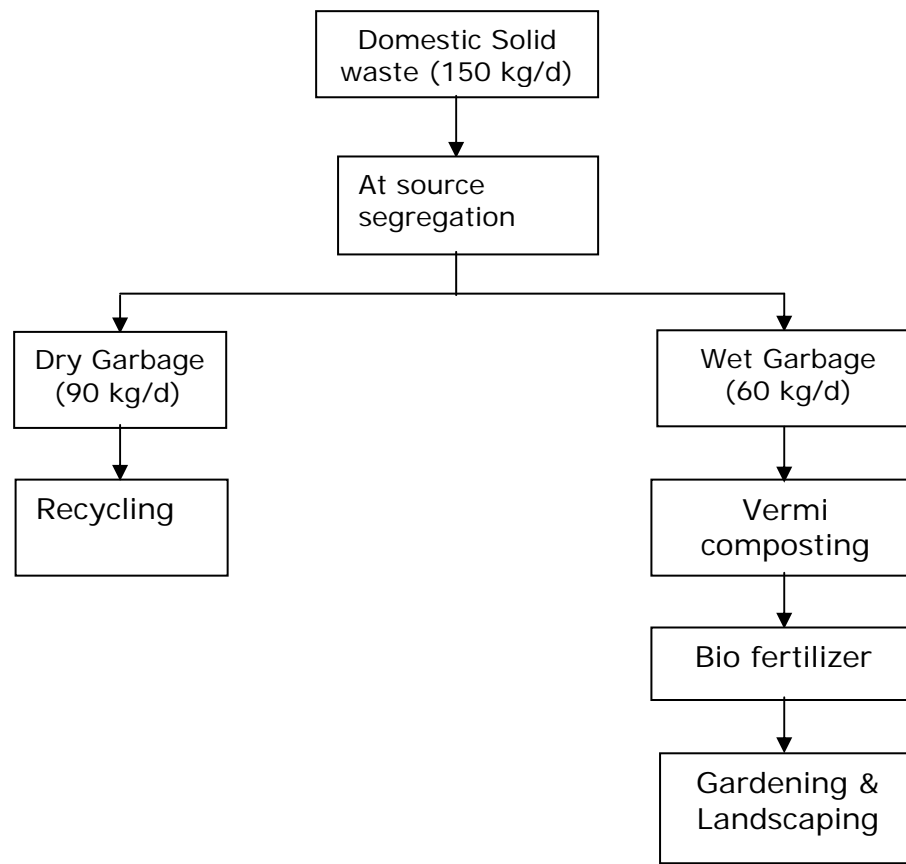 Domestic Solid
waste (150 kg/d)
At source
segregation
Dry Garbage
(90 kg/d)
Wet Garbage
(60 kg/d)
Recycling
Vermi
composting
Bio fertilizer
Gardening &
Landscaping